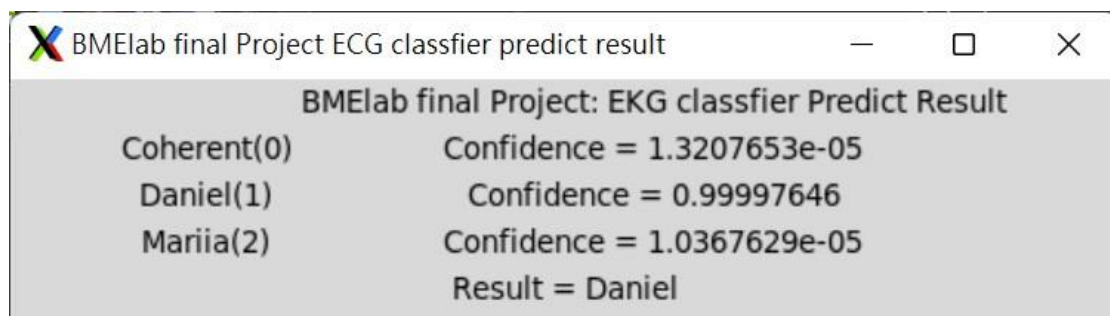 BMElab final Project ECG classfier predict result
BMElab final Project: EKG classfier Predict Result
Coherent(0) Confidence = 1.3207653e-05
Daniel(1) Confidence = 0.99997646
Mariia(2) Confidence = 1.0367629e-05
Result = Daniel